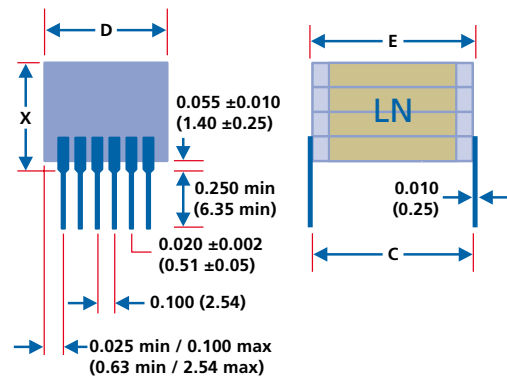 D
E
X
0.055 ±0.010
(1.40 ±0.25)
LN
0.250 min
(6.35 min)
0.010
(0.25)
0.020 ±0.002
(0.51 ±0.05)
C
0.100 (2.54)
0.025 min / 0.100 max
(0.63 min / 2.54 max)